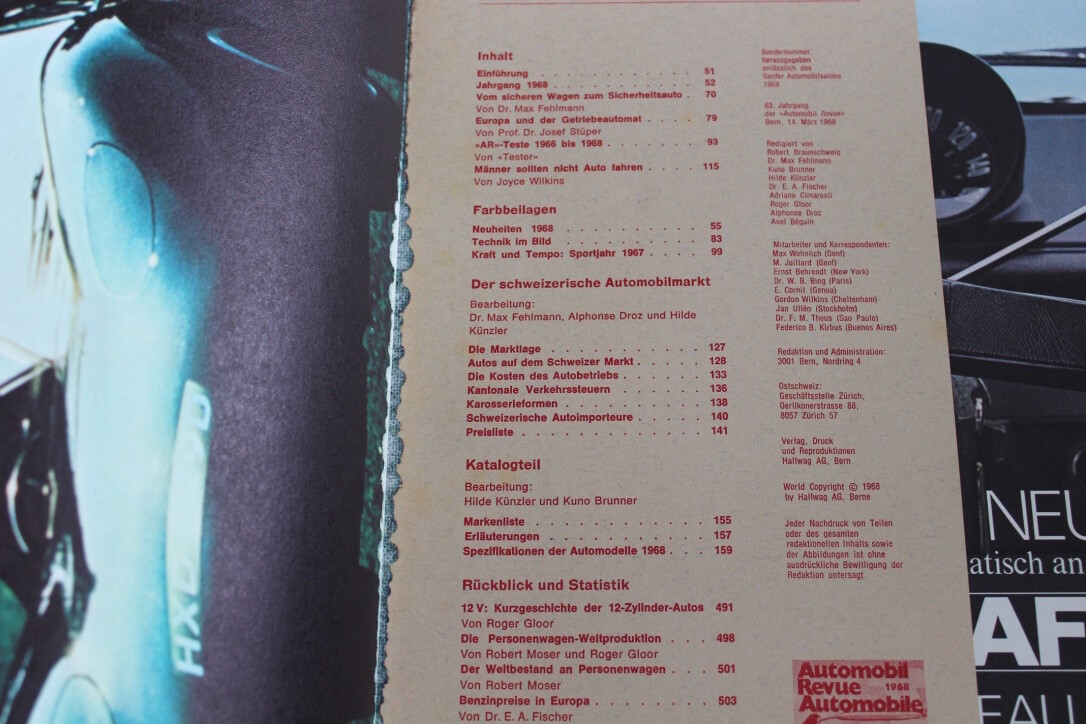 Inhalt
Einführung . . . . . . . . . . . 51
Jahrgang 1968 . . . . . . . . . . . 52
Vom sicheren Wagen zum Sicherheitsauto . 70
Von Dr. Max Fehlmann
Europa und der Getriebeautomat . . . . 79
Von Prof. Dr. Josef Stüper
«AR»-Teste 1966 bis 1968 . . . . . . . 93
Von «Tester»
Männer sollten nicht Auto fahren . . . . 115
Von Joyce Wilkins
Farbbeilagen
Neuheiten 1968 . . . . . . . . . . 55
Technik im Bild . . . . . . . . . . 83
Kraft und Tempo: Sportjahr 1967 . . . . 99
Der schweizerische Automobilmarkt
Bearbeitung:
Dr. Max Fehlmann, Alphonse Droz und Hilde
Künzler
Die Marktlage . . . . . . . . . . . 127
Autos auf dem Schweizer Markt . . . . . 128
Die Kosten des Autobetriebs . . . . . . 133
Kantonale Verkehrssteuern . . . . . . 136
Karosserieformen . . . . . . . . . . 138
Schweizerische Autoimporteure . . . . . 140
Preisliste . . . . . . . . . . . . . 141
Katalogteil
Bearbeitung:
Hilde Künzler und Kuno Brunner
Markenliste . . . . . . . . . . . . 155
Erläuterungen . . . . . . . . . . . 157
Spezifikationen der Automodelle 1968 . . . 159
Rückblick und Statistik
12 V: Kurzgeschichte der 12-Zylinder-Autos 491
Von Roger Gloor
Die Personenwagen-Weltproduktion . . . 498
Von Robert Moser und Roger Gloor
Der Weltbestand an Personenwagen . . . 501
Von Robert Moser
Benzinpreise in Europa . . . . . . . . 503
Von Dr. E. A. Fischer
Sondernummer,
herausgegeben
anlässlich des
Genfer Automobilsalons
1968
63. Jahrgang
der «Automobil Revue»
Bern, 14. März 1968
Redigiert von
Robert Braunschweig
Dr. Max Fehlmann
Kuno Brunner
Hilde Künzler
Dr. E. A. Fischer
Adriano Cimarosti
Roger Gloor
Alphonse Droz
Axel Béguin
Mitarbeiter und Korrespondenten:
Max Wohnlich (Genf)
M. Juillard (Genf)
Ernst Behrendt (New York)
Dr. W. B. Bing (Paris)
E. Cornil (Genua)
Gordon Wilkins (Cheltenham)
Jan Ullén (Stockholm)
Dr. F. M. Theus (Sao Paulo)
Federico B. Kirbus (Buenos Aires)
Redaktion und Administration:
3001 Bern, Nordring 4
Ostschweiz:
Geschäftsstelle Zürich,
Oerlikonerstrasse 88,
8057 Zürich 57
Verlag, Druck
und Reproduktionen
Hallwag AG, Bern
World Copyright © 1968
by Hallwag AG, Berne
Jeder Nachdruck von Teilen
oder des gesamten
redaktionellen Inhalts sowie
der Abbildungen ist ohne
ausdrückliche Bewilligung der
Redaktion untersagt
Automobil
Revue 1968
Automobile
120
140
NEU
atisch an
AF